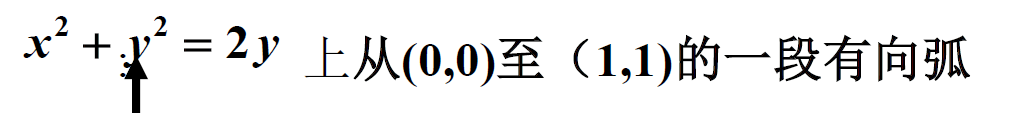 x² + y² = 2y 上从(0,0)至（1,1)的一段有向弧